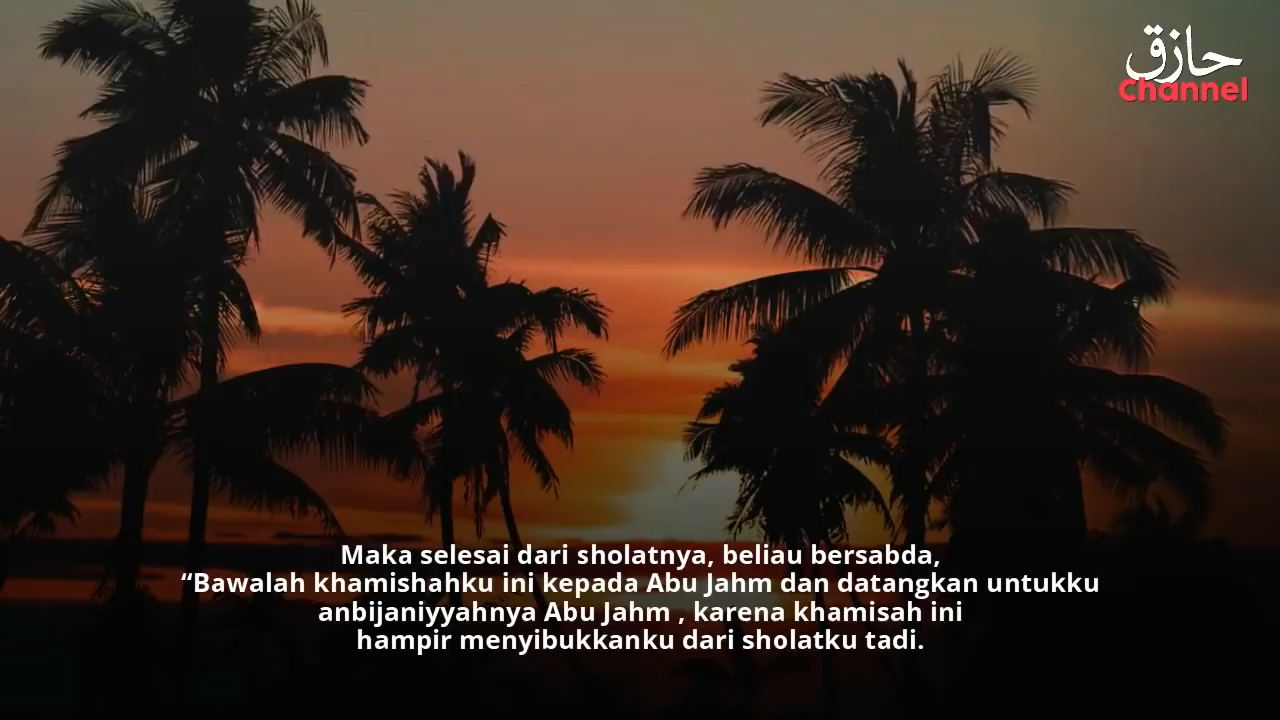 حازق
Channel
Maka selesai dari sholatnya, beliau bersabda,
“Bawalah khamishahku ini kepada Abu Jahm dan datangkan untukku
anbijaniyyahnya Abu Jahm , karena khamisah ini
hampir menyibukkanku dari sholatku tadi.